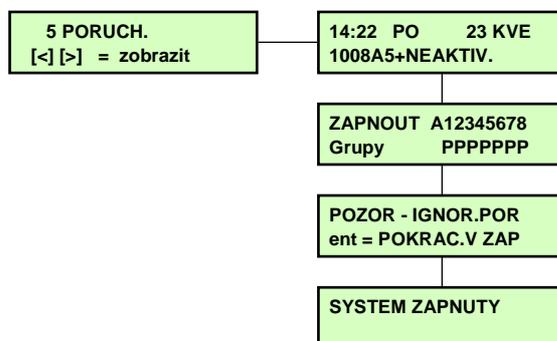 5 PORUCH.
[<] [>] = zobrazit
14:22 PO 23 KVE
1008A5+NEAKTIV.
ZAPNOUT A12345678
Grupy PPPPPPP
POZOR - IGNOR.POR
ent = POKRAC.V ZAP
SYSTEM ZAPNUTY